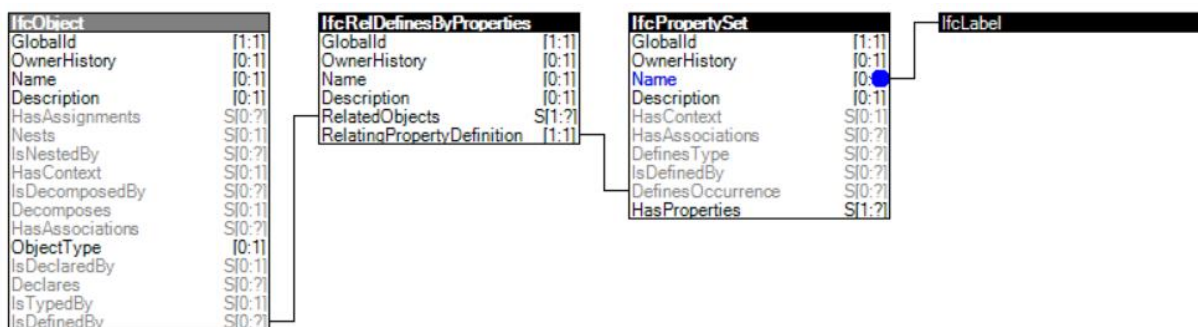 IfcObject
GlobalId [1:1]
OwnerHistory [0:1]
Name [0:1]
Description [0:1]
HasAssignments S[0:?]
Nests S[0:1]
IsNestedBy S[0:?]
HasContext S[0:1]
IsDecomposedBy S[0:?]
Decomposes S[0:1]
HasAssociations S[0:?]
ObjectType [0:1]
IsDeclaredBy S[0:1]
Declares S[0:?]
IsTypedBy S[0:1]
IsDefinedBy S[0:?]
IfcRelDefinesByProperties
GlobalId [1:1]
OwnerHistory [0:1]
Name [0:1]
Description [0:1]
RelatedObjects S[1:?]
RelatingPropertyDefinition [1:1]
IfcPropertySet
GlobalId [1:1]
OwnerHistory [0:1]
Name [0:
Description [0:1]
HasContext S[0:1]
HasAssociations S[0:?]
DefinesType S[0:?]
IsDefinedBy S[0:?]
DefinesOccurrence S[0:?]
HasProperties S[1:?]
IfcLabel